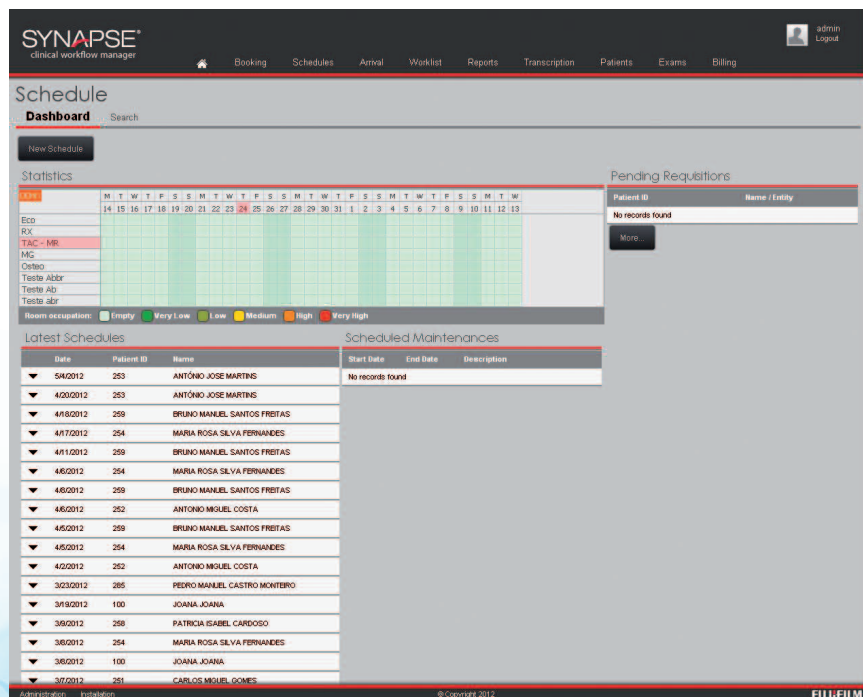 SYNAPSE®
clinical workflow manager
admin
Logout
Booking Schedules Arrival Worklist Reports Transcription Patients Exams Billing
Schedule
Dashboard Search
New Schedule
Statistics
M T W T F S S M T W T F S S M T W T F S S M T W T F S S M T W
14 15 16 17 18 19 20 21 22 23 24 25 26 27 28 29 30 31 1 2 3 4 5 6 7 8 9 10 11 12 13
Eco
RX
TAC - MR
MG
Osteo
Teste Abbr
Teste Ab
Teste abr
Room occupation: Empty Very Low Low Medium High Very High
Pending Requisitions
Patient ID Name / Entity
No records found
More...
Latest Schedules
Date Patient ID Name
5/4/2012 253 ANTÓNIO JOSE MARTINS
4/20/2012 253 ANTÓNIO JOSE MARTINS
4/18/2012 259 BRUNO MANUEL SANTOS FREITAS
4/17/2012 254 MARIA ROSA SILVA FERNANDES
4/11/2012 259 BRUNO MANUEL SANTOS FREITAS
4/6/2012 254 MARIA ROSA SILVA FERNANDES
4/6/2012 259 BRUNO MANUEL SANTOS FREITAS
4/6/2012 252 ANTONIO MIGUEL COSTA
4/5/2012 259 BRUNO MANUEL SANTOS FREITAS
4/5/2012 254 MARIA ROSA SILVA FERNANDES
4/2/2012 252 ANTONIO MIGUEL COSTA
3/23/2012 265 PEDRO MANUEL CASTRO MONTEIRO
3/19/2012 100 JOANA JOANA
3/9/2012 258 PATRICIA ISABEL CARDOSO
3/8/2012 254 MARIA ROSA SILVA FERNANDES
3/8/2012 100 JOANA JOANA
3/7/2012 251 CARLOS MIGUEL GOMES
Scheduled Maintenances
Start Date End Date Description
No records found
Administration Installation
© Copyright 2012
FUJIFILM